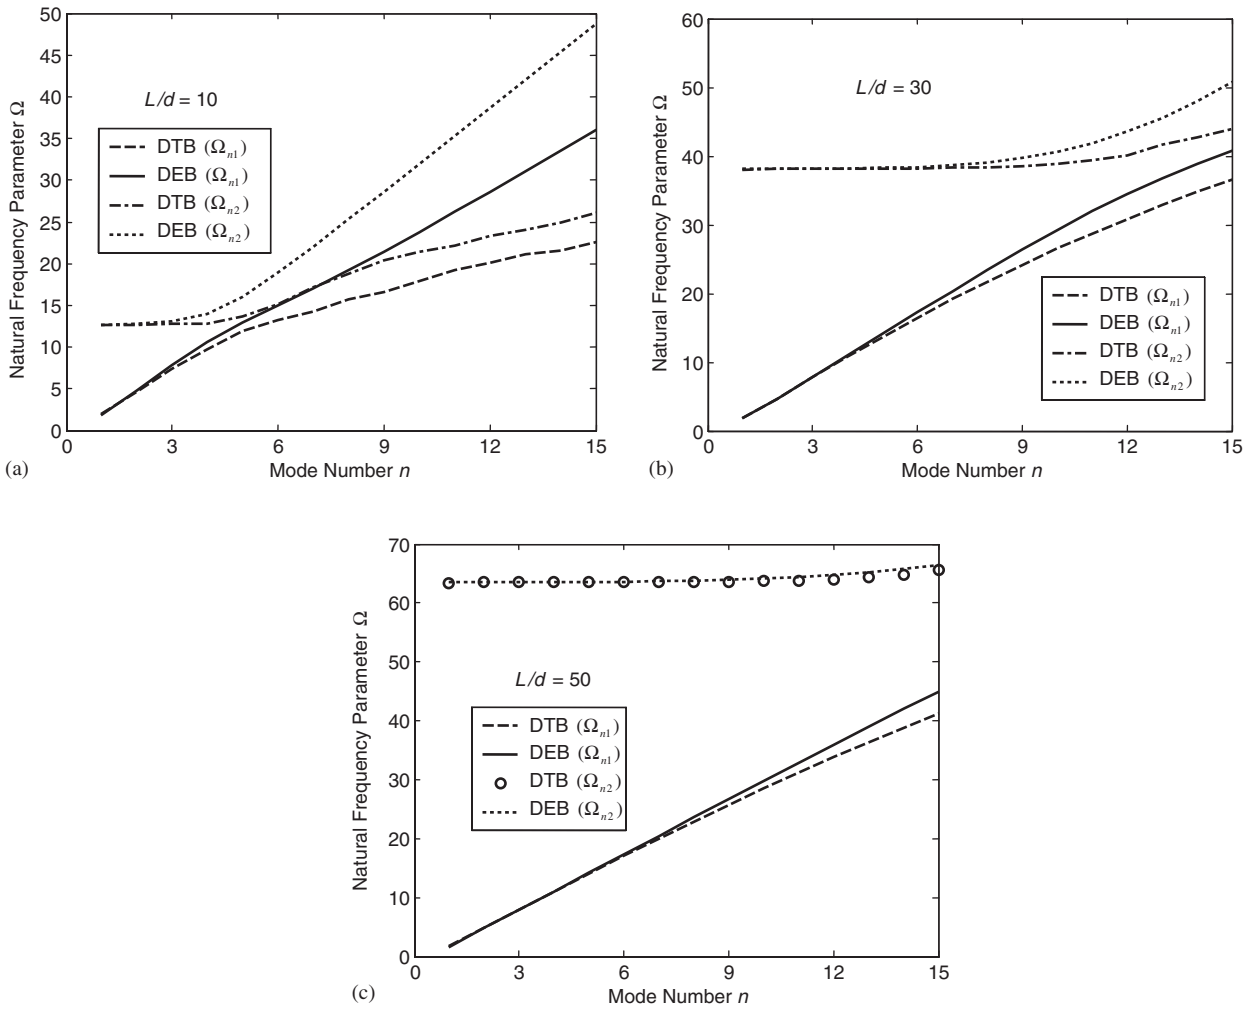 50
45
40
35
30
25
20
15
10
5
0
Natural Frequency Parameter Ω
L/d = 10
DTB (Ωn1)
DEB (Ωn1)
DTB (Ωn2)
DEB (Ωn2)
0 3 6 9 12 15
(a)
Mode Number n
60
50
40
30
20
10
0
Natural Frequency Parameter Ω
L/d = 30
DTB (Ωn1)
DEB (Ωn1)
DTB (Ωn2)
DEB (Ωn2)
0 3 6 9 12 15
(b)
Mode Number n
70
60
50
40
30
20
10
0
Natural Frequency Parameter Ω
L/d = 50
DTB (Ωn1)
DEB (Ωn1)
DTB (Ωn2)
DEB (Ωn2)
0 3 6 9 12 15
(c)
Mode Number n